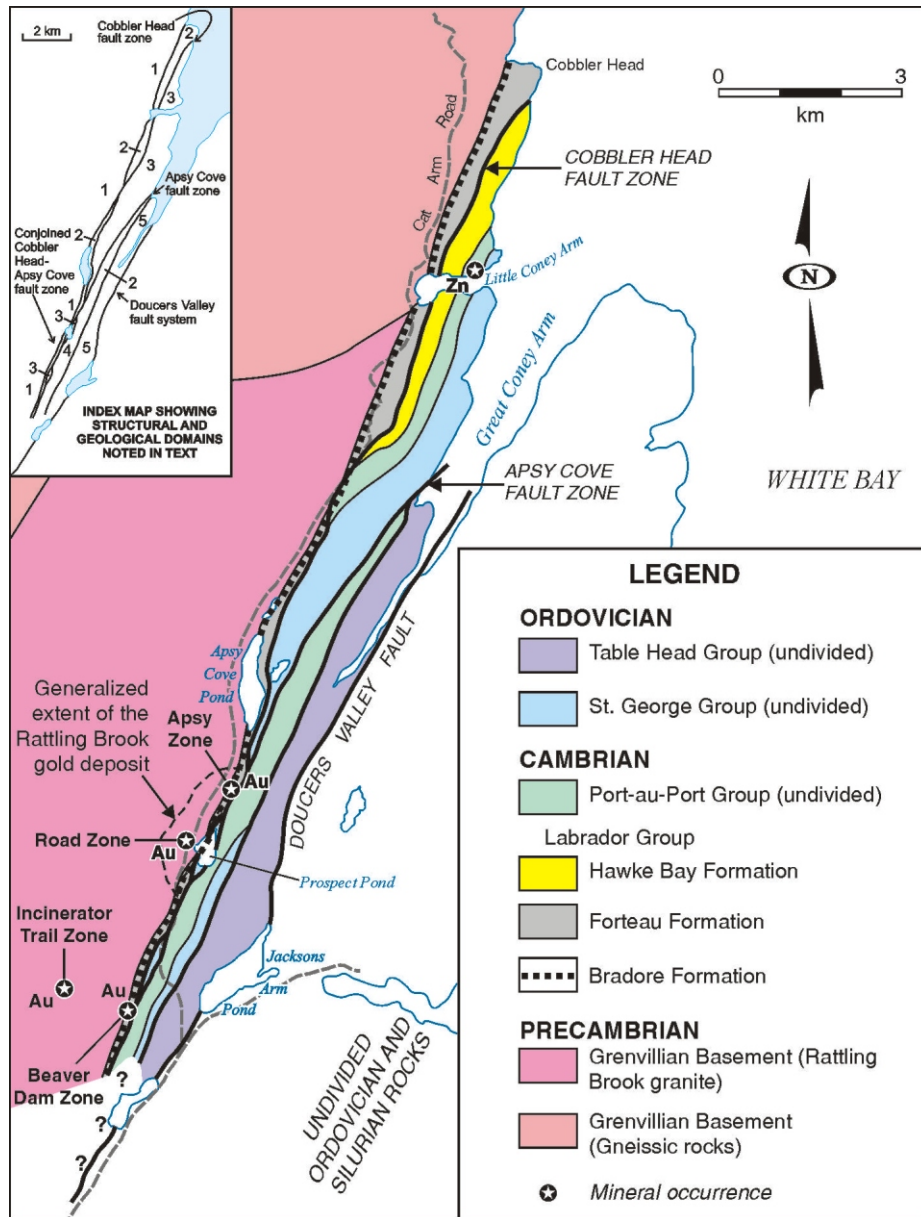 2 km
Cobbler Head
fault zone
2
1
3
2
3
1
Apsy Cove
fault zone
5
2
Conjoined
Cobbler
Head-
Apsy Cove
fault zone
2
1
3
4
Doucers Valley
fault system
5
3
1
INDEX MAP SHOWING
STRUCTURAL AND
GEOLOGICAL DOMAINS
NOTED IN TEXT
Cobbler Head
0 3
km
Cat Arm Road
COBBLER HEAD
FAULT ZONE
N
Zn
Little Coney Arm
Great Coney Arm
APSY COVE
FAULT ZONE
WHITE BAY
Apsy
Cove
Pond
DOUCERS VALLEY FAULT
Generalized
extent of the
Rattling Brook
gold deposit
Apsy
Zone
Au
Road Zone
Au
Prospect Pond
Incinerator
Trail Zone
Au
Au
Jacksons
Arm
Pond
Beaver
Dam Zone
?
?
?
UNDIVIDED
ORDOVICIAN AND
SILURIAN ROCKS
LEGEND
ORDOVICIAN
Table Head Group (undivided)
St. George Group (undivided)
CAMBRIAN
Port-au-Port Group (undivided)
Labrador Group
Hawke Bay Formation
Forteau Formation
Bradore Formation
PRECAMBRIAN
Grenvillian Basement (Rattling
Brook granite)
Grenvillian Basement
(Gneissic rocks)
Mineral occurrence